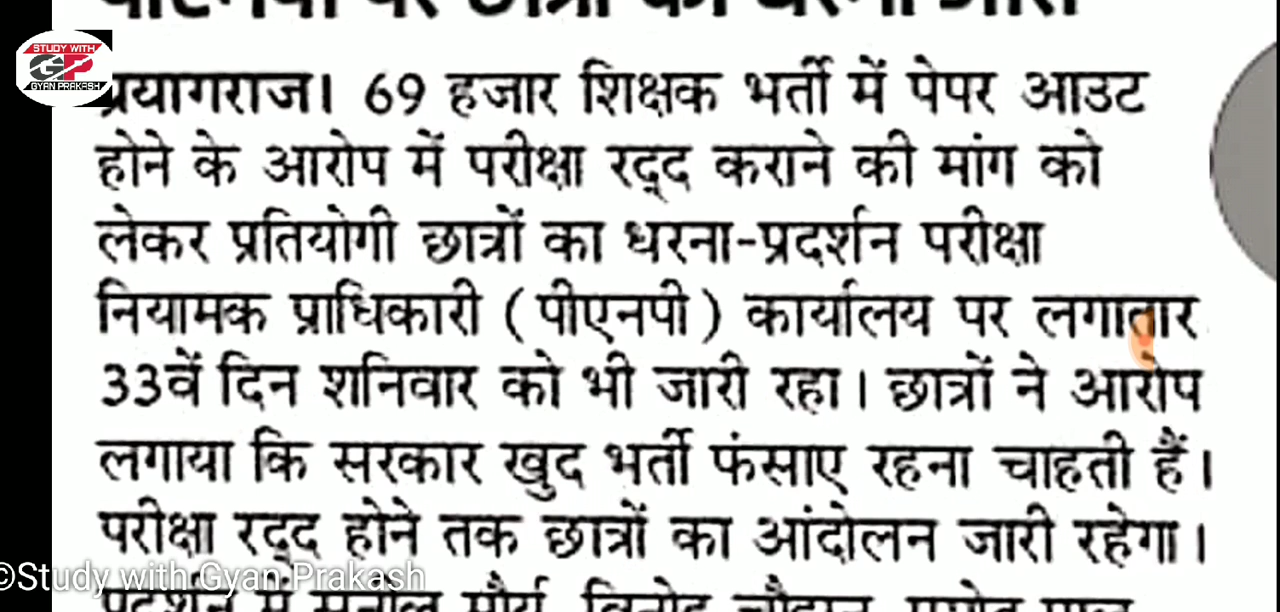 STUDY WITH
GP
GYAN PRAKASH
प्रयागराज। 69 हजार शिक्षक भर्ती में पेपर आउट
होने के आरोप में परीक्षा रद्द कराने की मांग को
लेकर प्रतियोगी छात्रों का धरना-प्रदर्शन परीक्षा
नियामक प्राधिकारी (पीएनपी) कार्यालय पर लगातार
33वें दिन शनिवार को भी जारी रहा। छात्रों ने आरोप
लगाया कि सरकार खुद भर्ती फंसाए रहना चाहती हैं।
परीक्षा रद्द होने तक छात्रों का आंदोलन जारी रहेगा।
©Study with Gyan Prakash